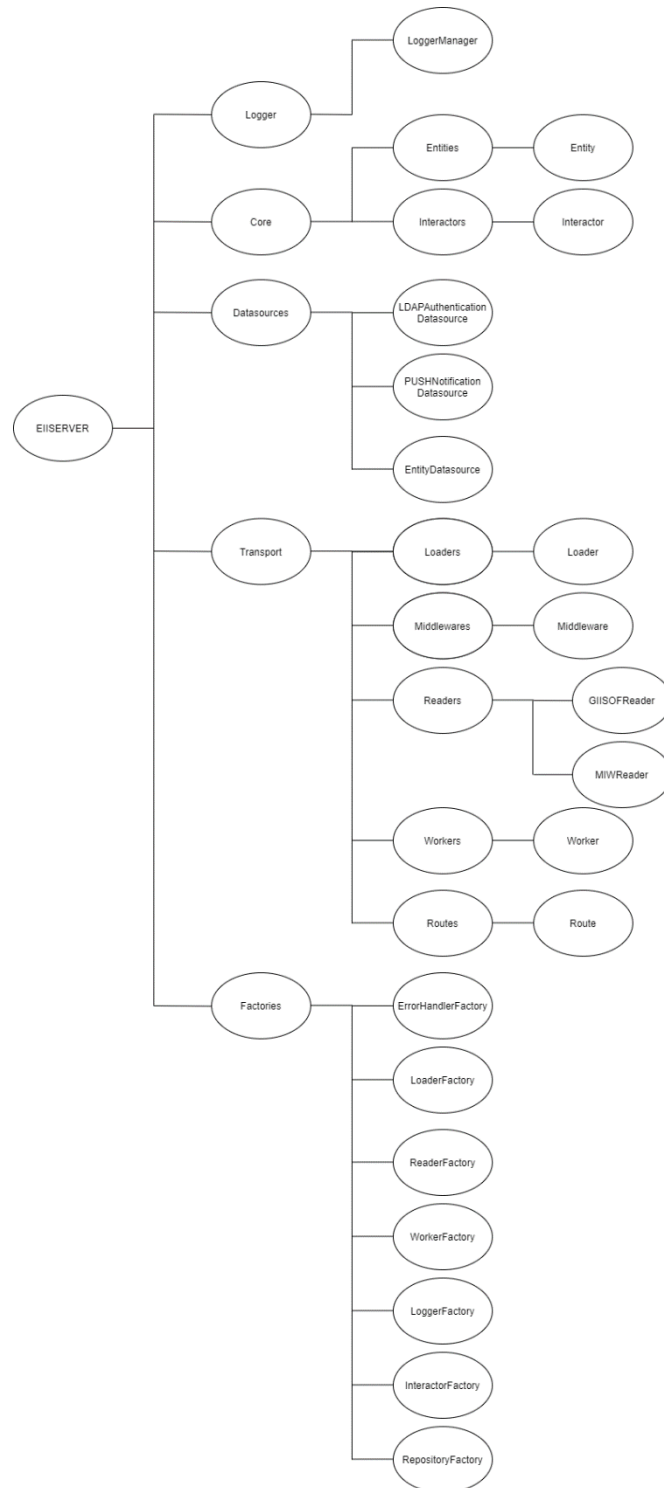 LoggerManager
Logger
Entities
Entity
Core
Interactors
Interactor
Datasources
LDAPAuthentication
Datasource
PUSHNotification
Datasource
EIISERVER
EntityDatasource
Transport
Loaders
Loader
Middlewares
Middleware
Readers
GIISOFReader
MIWReader
Workers
Worker
Routes
Route
Factories
ErrorHandlerFactory
LoaderFactory
ReaderFactory
WorkerFactory
LoggerFactory
InteractorFactory
RepositoryFactory